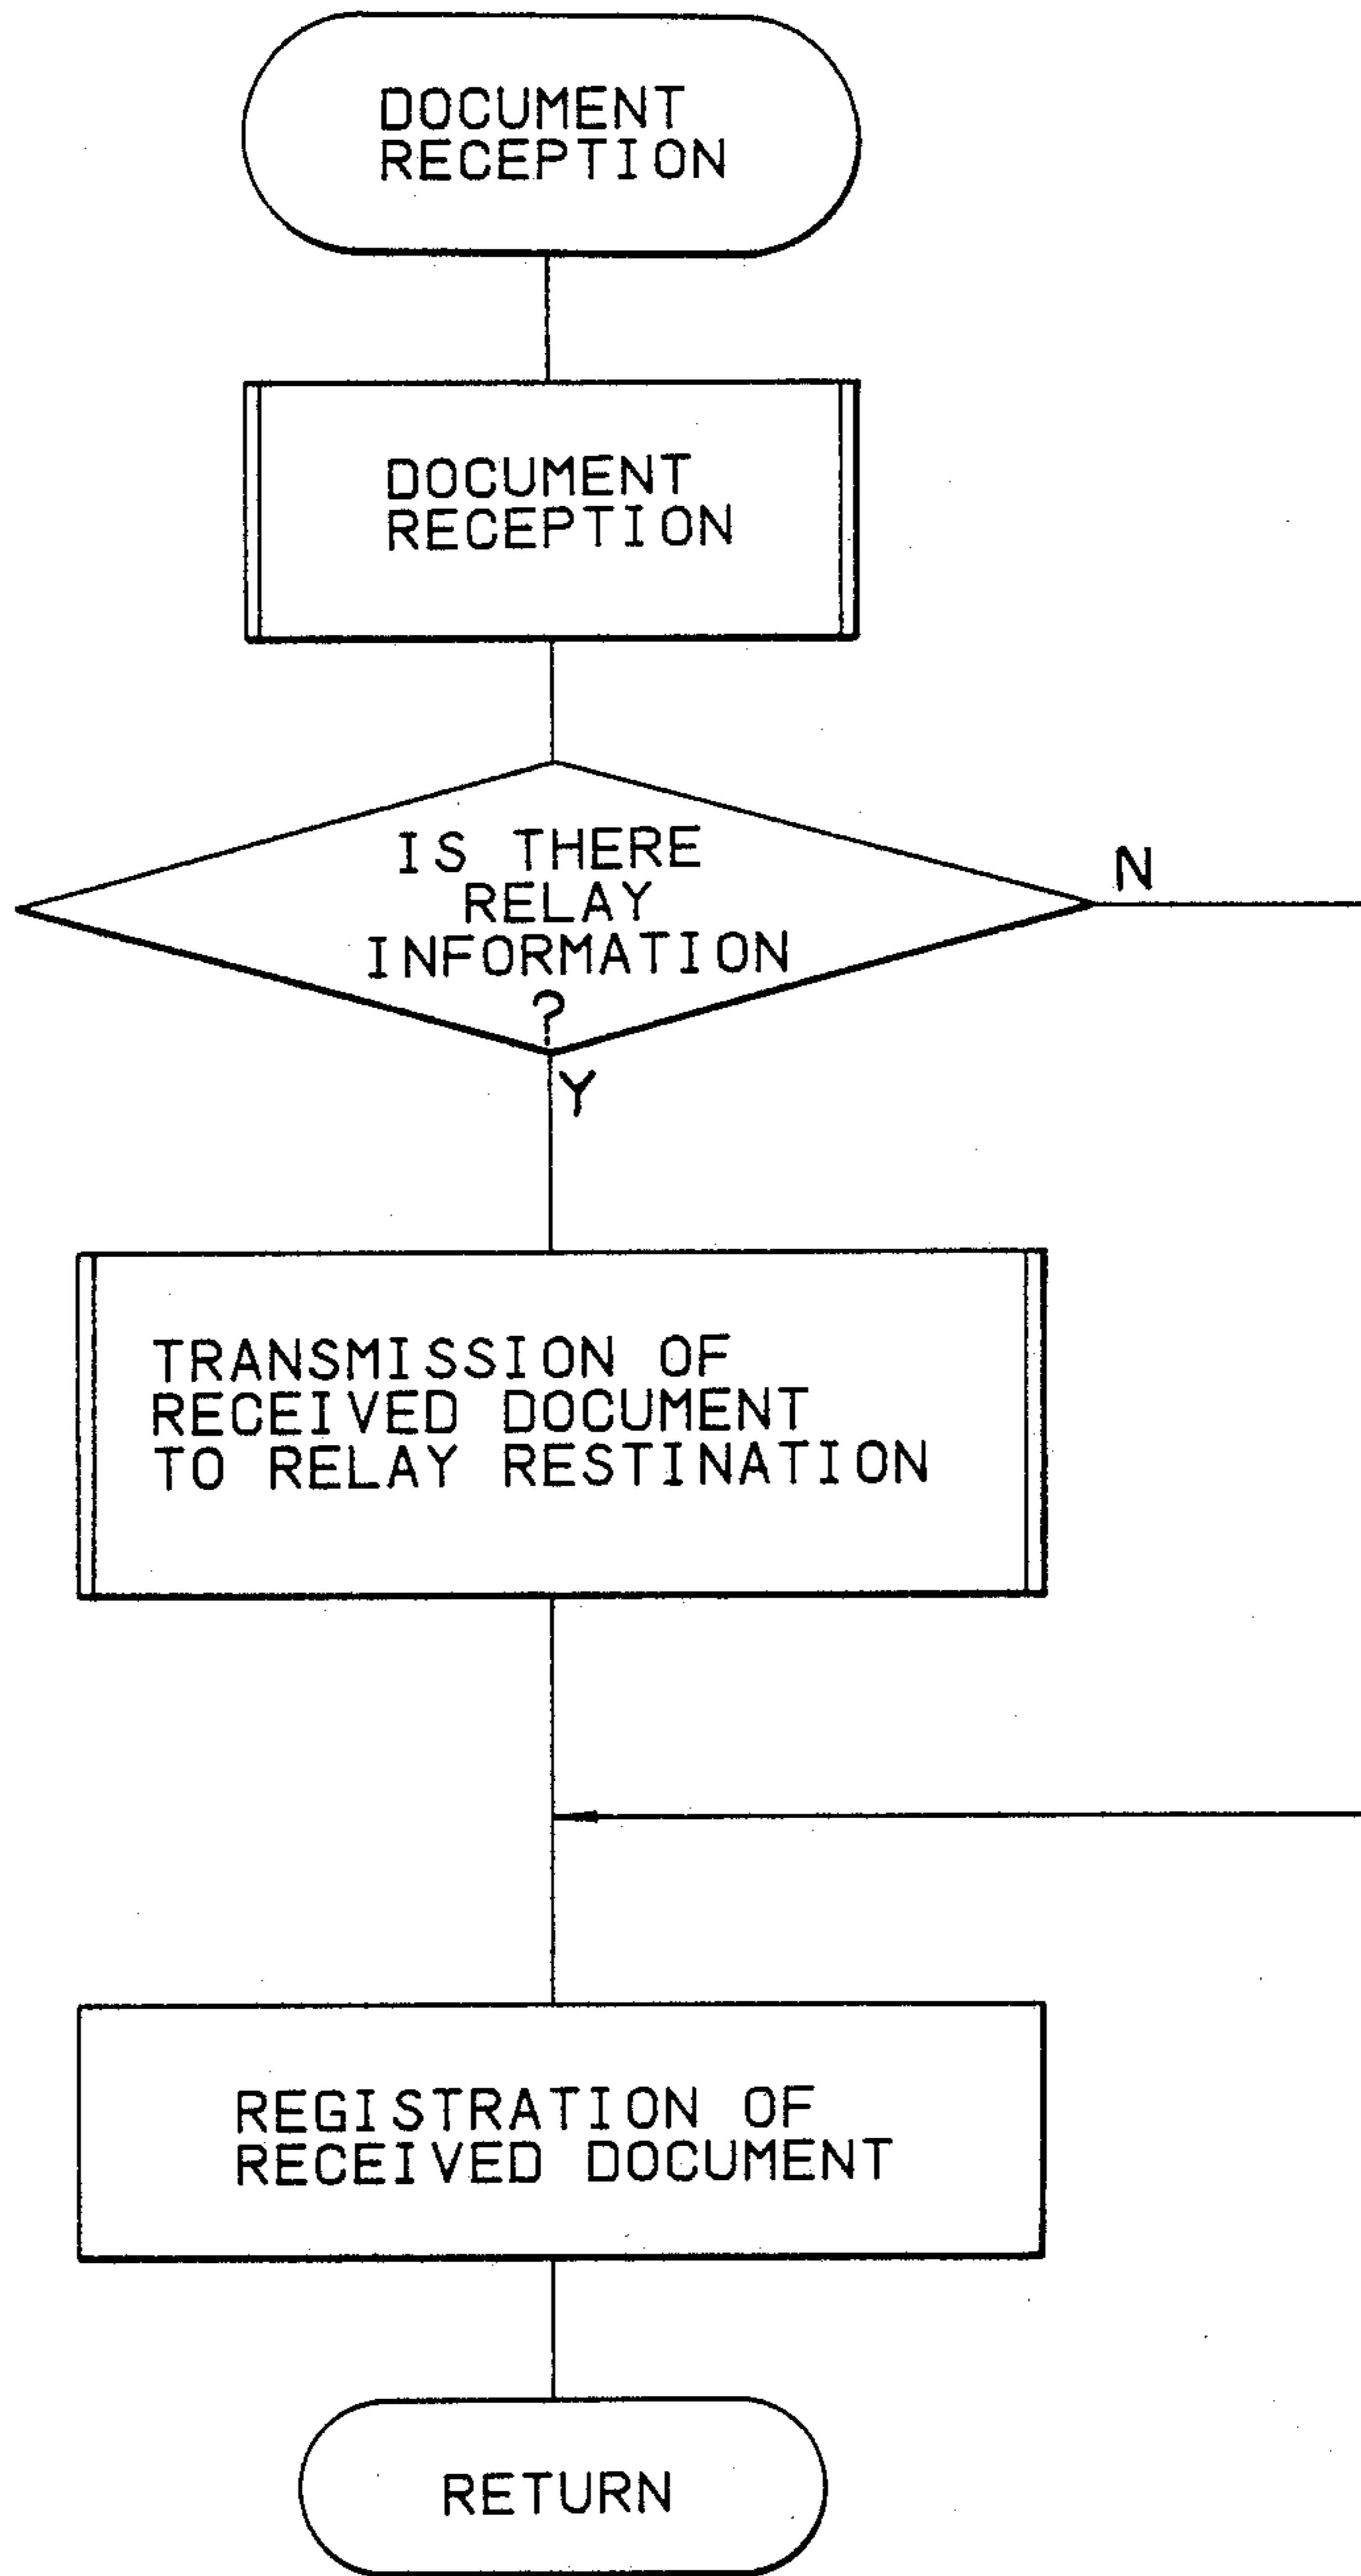 DOCUMENT
RECEPTION
DOCUMENT
RECEPTION
IS THERE
RELAY
INFORMATION
?
N
Y
TRANSMISSION OF
RECEIVED DOCUMENT
TO RELAY RESTINATION
REGISTRATION OF
RECEIVED DOCUMENT
RETURN